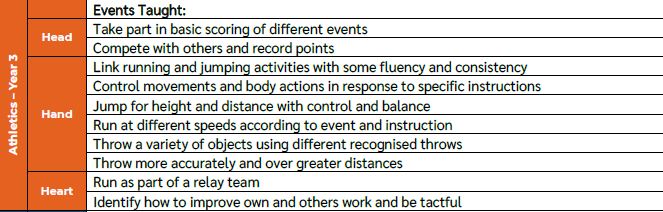 Athletics – Year 3
Events Taught:
Head
Take part in basic scoring of different events
Compete with others and record points
Hand
Link running and jumping activities with some fluency and consistency
Control movements and body actions in response to specific instructions
Jump for height and distance with control and balance
Run at different speeds according to event and instruction
Throw a variety of objects using different recognised throws
Throw more accurately and over greater distances
Heart
Run as part of a relay team
Identify how to improve own and others work and be tactful